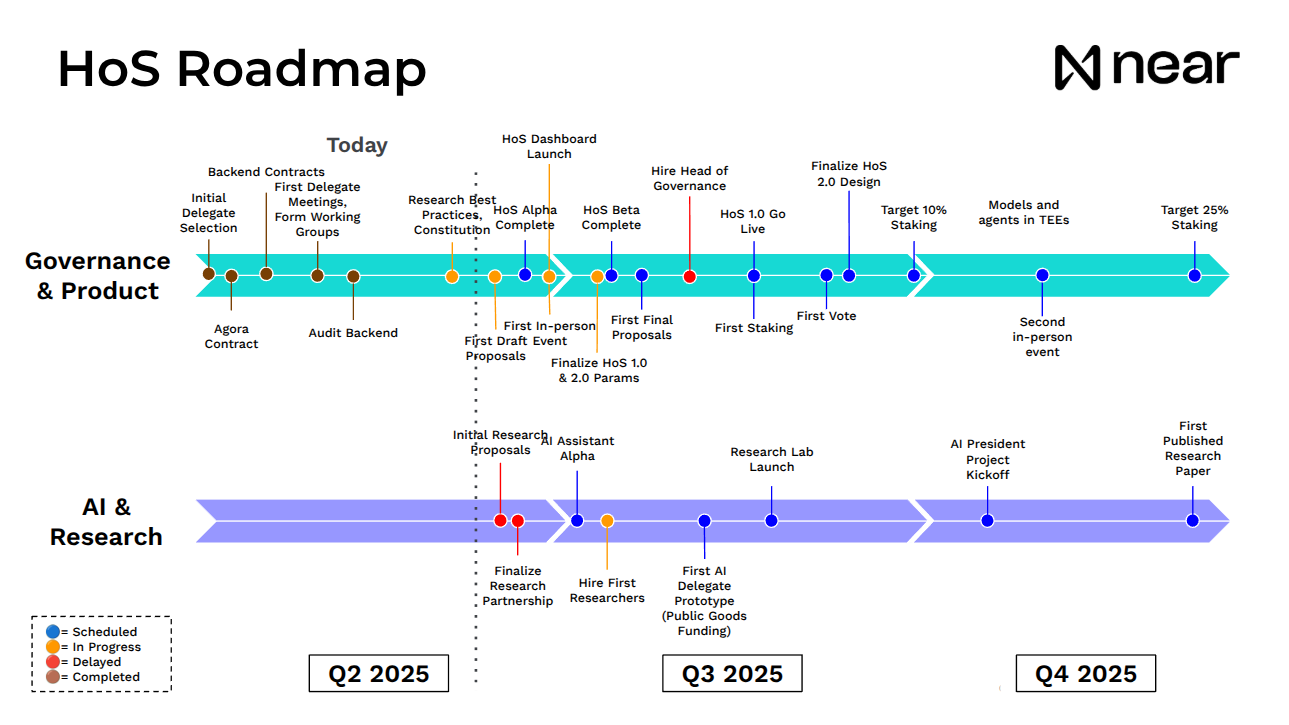 HoS Roadmap
near
Today
HoS Dashboard
Launch
Backend Contracts
Initial
Delegate
Selection
First Delegate
Meetings,
Form Working
Groups
Research Best
Practices,
Constitution
HoS Alpha
Complete
HoS Beta
Complete
Hire Head of
Governance
HoS 1.0 Go
Live
Finalize HoS
2.0 Design
Target 10%
Staking
Models and
agents in TEEs
Target 25%
Staking
Governance
& Product
Agora
Contract
Audit Backend
First Draft
Proposals
First In-person
Event
Finalize HoS 1.0
& 2.0 Params
First Final
Proposals
First Staking
First Vote
Second
in-person
event
Initial Research
Proposals
AI Assistant
Alpha
Research Lab
Launch
AI President
Project
Kickoff
First
Published
Research
Paper
AI &
Research
Finalize
Research
Partnership
Hire First
Researchers
First AI
Delegate
Prototype
(Public Goods
Funding)
= Scheduled
= In Progress
= Delayed
= Completed
Q2 2025
Q3 2025
Q4 2025